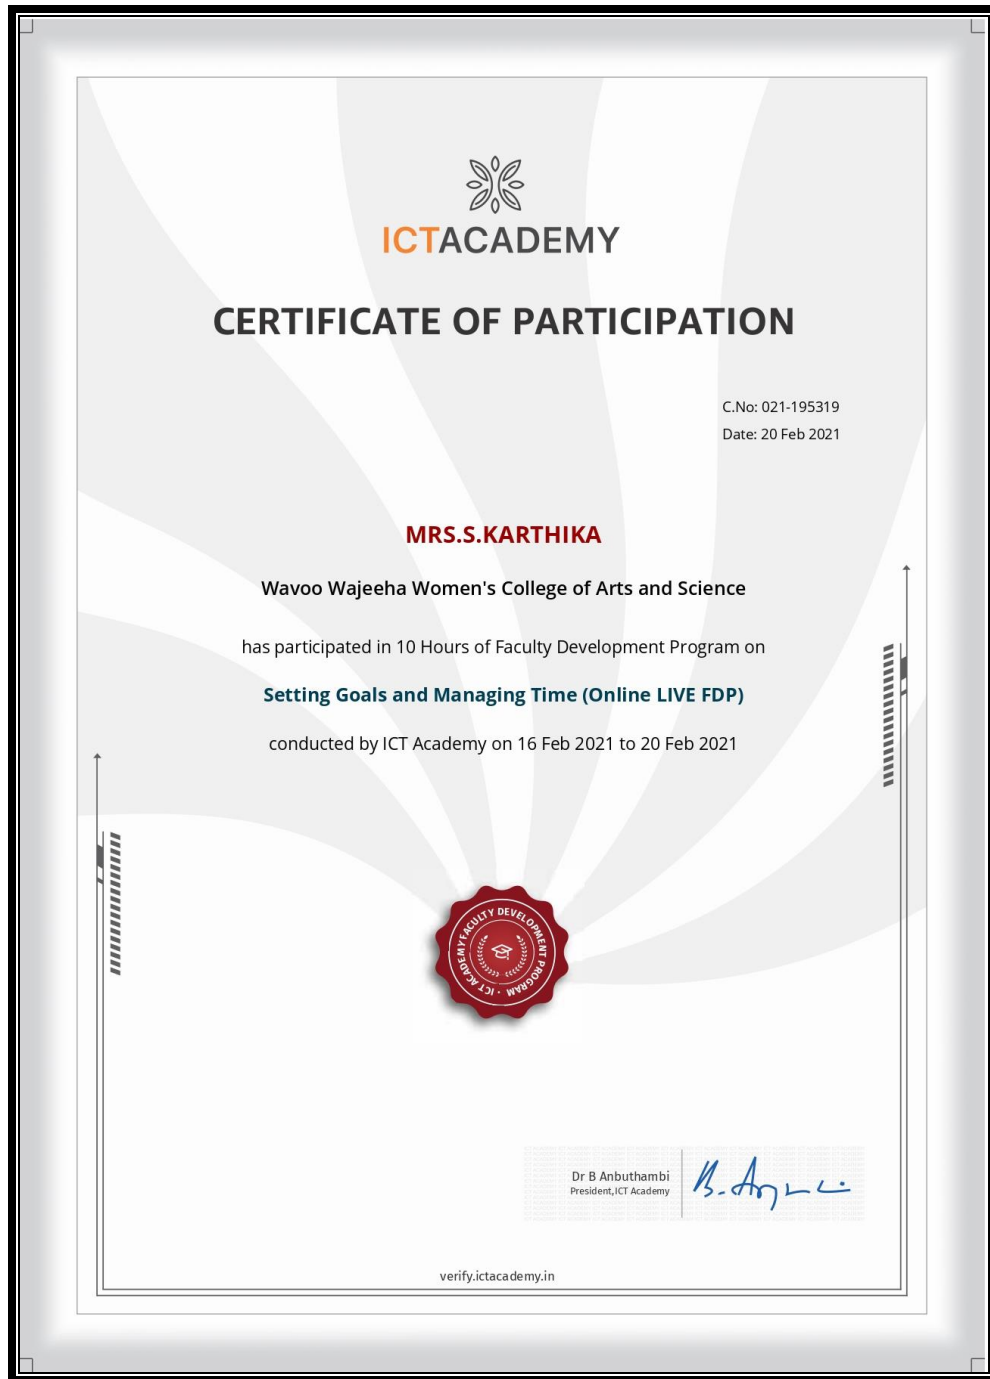 ICTACADEMY
CERTIFICATE OF PARTICIPATION
C.No: 021-195319
Date: 20 Feb 2021
MRS.S.KARTHIKA
Wavoo Wajeeha Women's College of Arts and Science
has participated in 10 Hours of Faculty Development Program on
Setting Goals and Managing Time (Online LIVE FDP)
conducted by ICT Academy on 16 Feb 2021 to 20 Feb 2021
FACULTY DEVELOPMENT PROGRAM · ICT ACADEMY
Dr B Anbuthambi
President,ICT Academy
verify.ictacademy.in